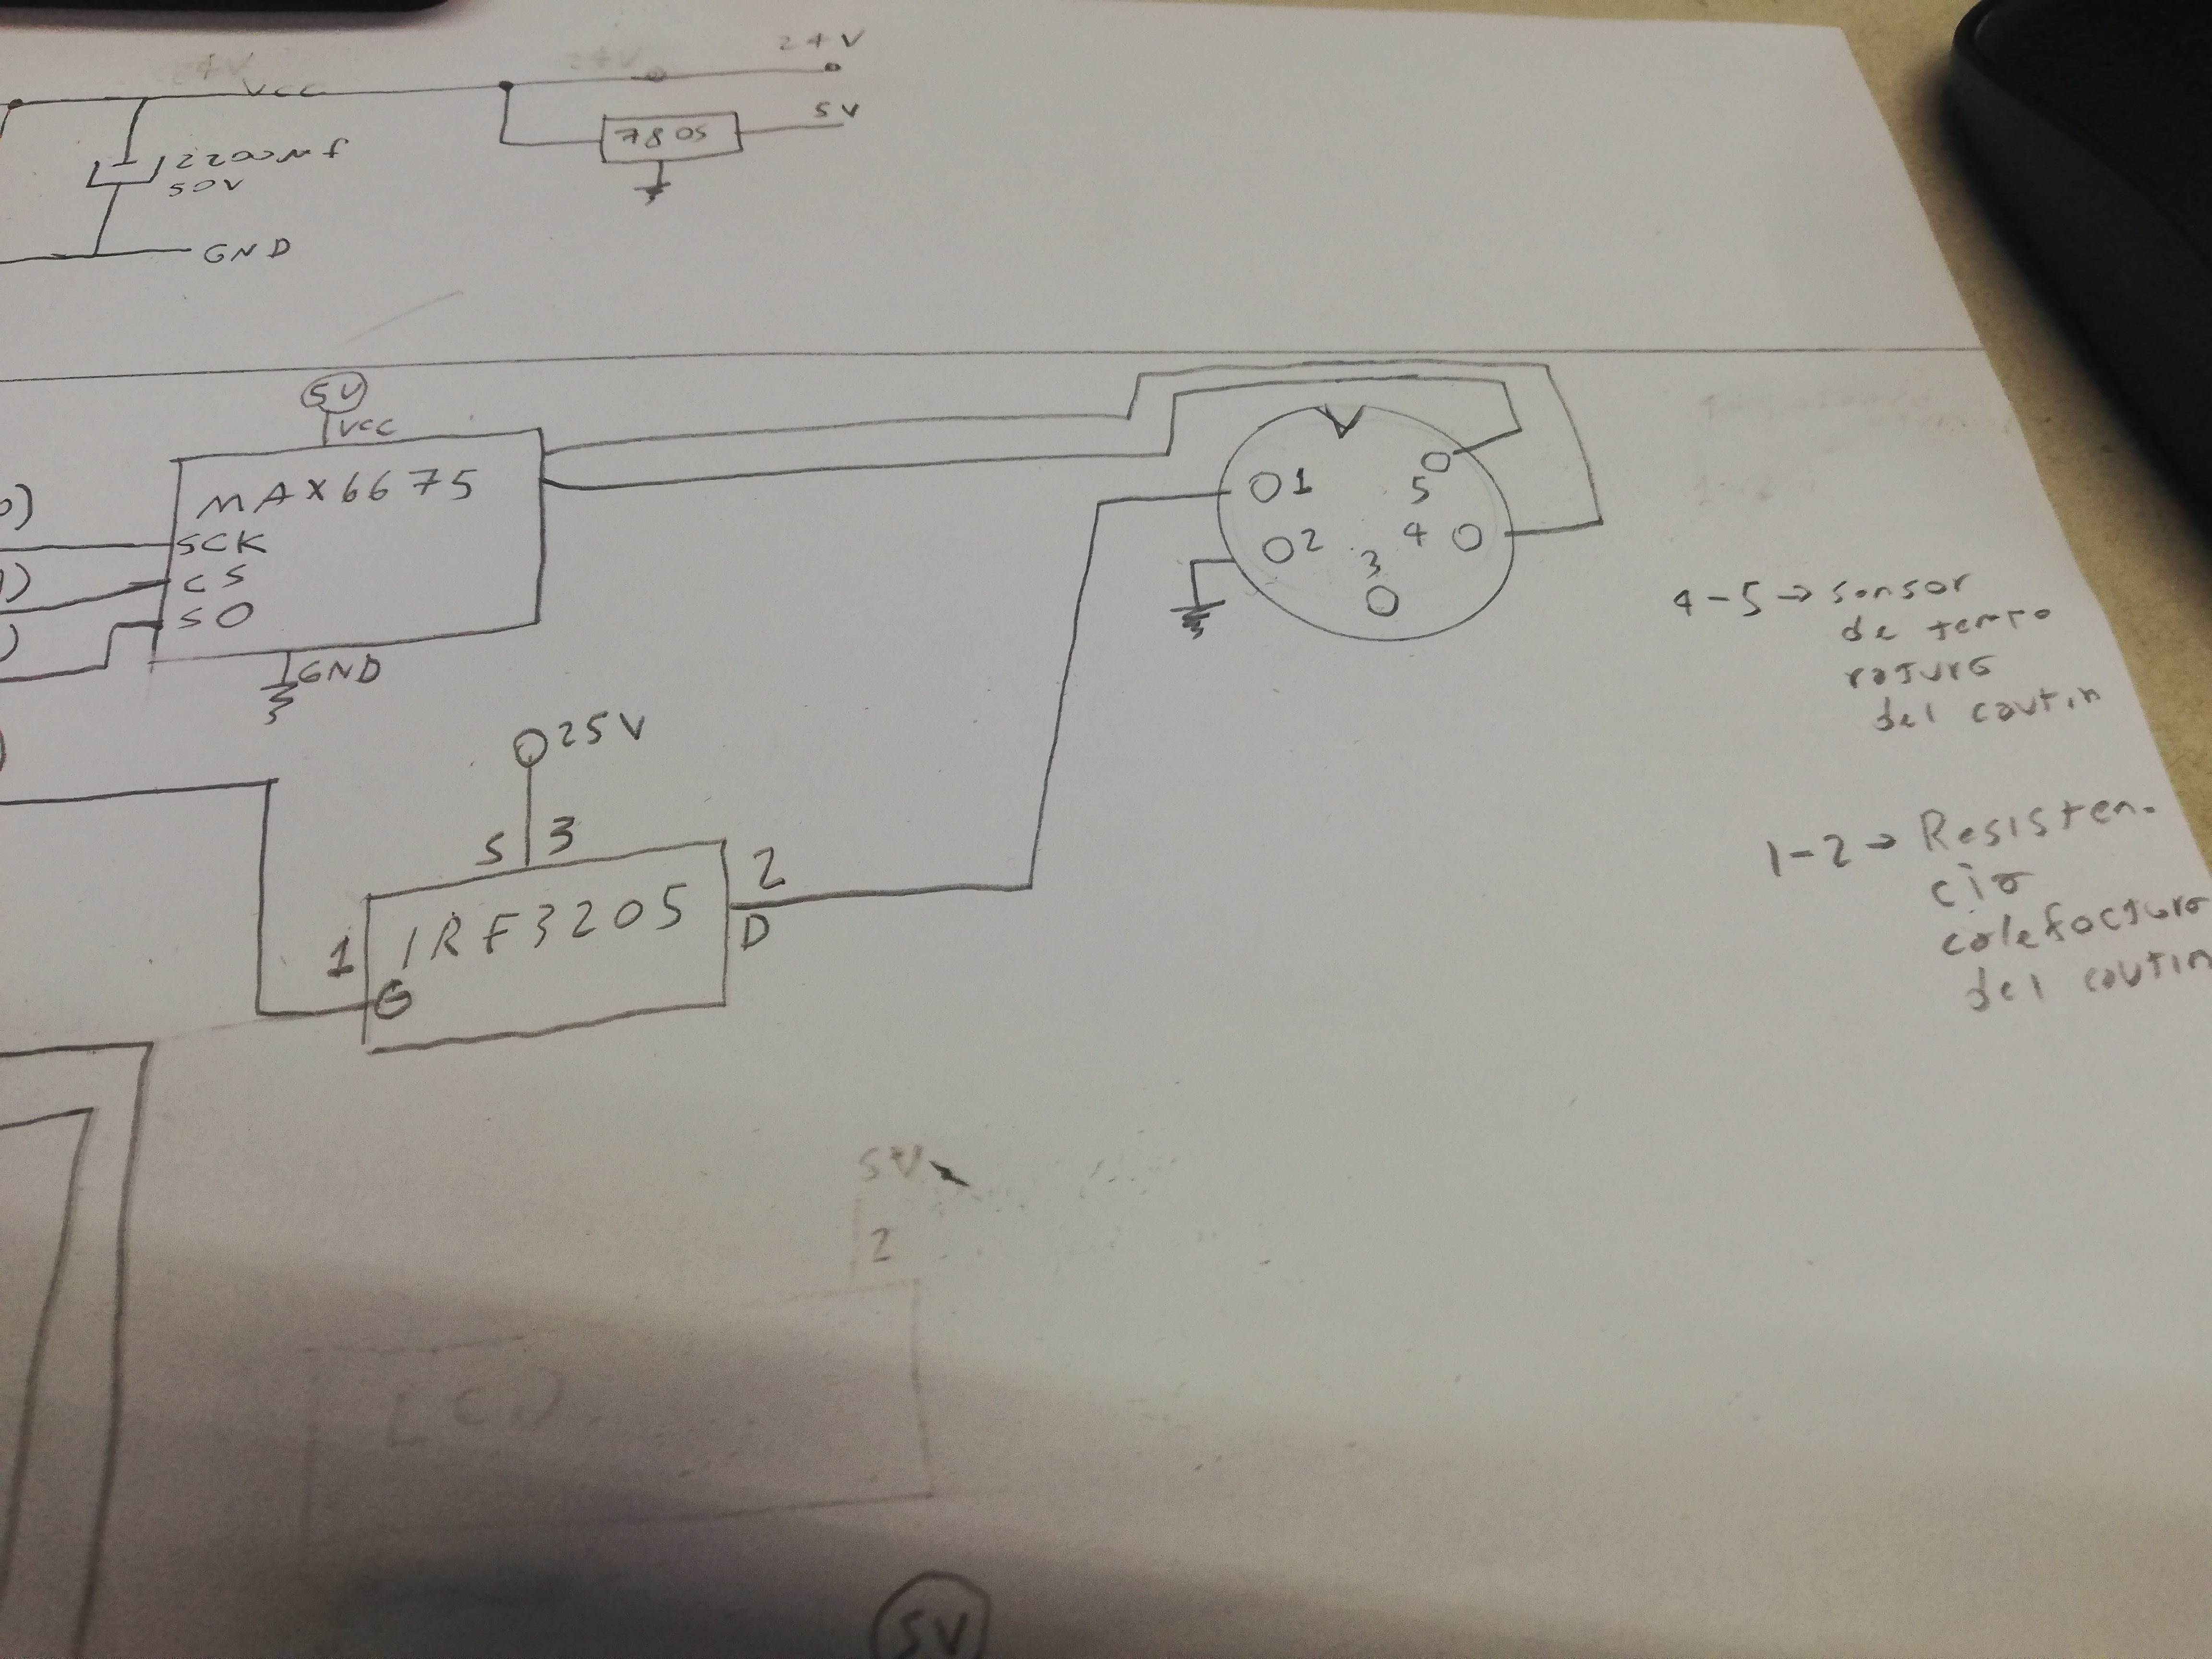 24V
24V
VCC
24V
7805
5V
2200Mf
50V
GND
5V
VCC
MAX6675
SCK
CS
SO
GND
1
2
3
4
5
4-5→ sensor
de tempe
ratura
del cautin
25V
S 3
IRF3205
2
D
1
G
1-2→ Resisten-
cia
calefactora
del cautin
5V
2
LCD
5V